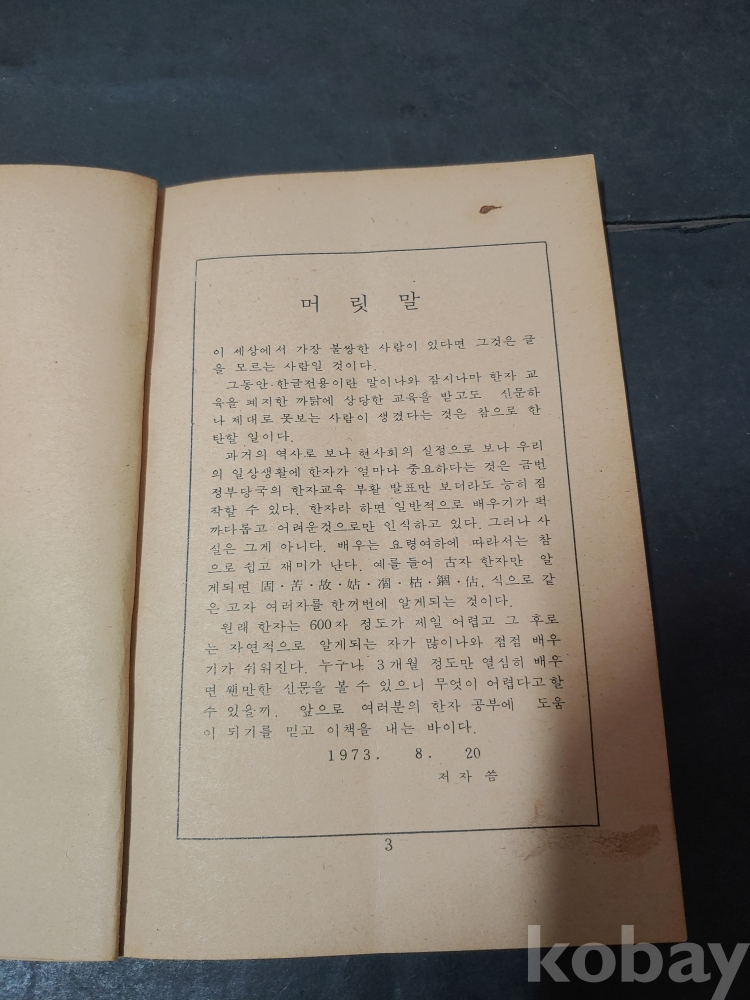 머 릿 말
이 세상에서 가장 불쌍한 사람이 있다면 그것은 글
을 모르는 사람일 것이다.
그동안·한글전용이란 말이나와 잠시나마 한자 교
육을 폐지한 까닭에 상당한 교육을 받고도 신문하
나 제대로 못보는 사람이 생겼다는 것은 참으로 한
탄할 일이다.
과거의 역사로 보나 현사회의 실정으로 보나 우리
의 일상생활에 한자가 얼마나 중요하다는 것은 금번
정부당국의 한자교육 부활 발표만 보더라도 능히 짐
작할 수 있다. 한자라 하면 일반적으로 배우기가 퍽
까다롭고 어려운것으로만 인식하고 있다. 그러나 사
실은 그게 아니다. 배우는 요령여하에 따라서는 참
으로 쉽고 재미가 난다. 예를 들어 古자 한자만 알
게되면 固·苦·故·姑·凅·枯·錮·估, 식으로 같
은 고자 여러자를 한꺼번에 알게되는 것이다.
원래 한자는 600자 정도가 제일 어렵고 그 후로
는 자연적으로 알게되는 자가 많이나와 점점 배우
기가 쉬워진다. 누구나 3개월 정도만 열심히 배우
면 웬만한 신문을 볼 수 있으니 무엇이 어렵다고할
수 있을끼. 앞으로 여러분의 한자 공부에 도움
이 되기를 믿고 이책을 내는 바이다.
1973. 8. 20
저 자 씀
3
kobay